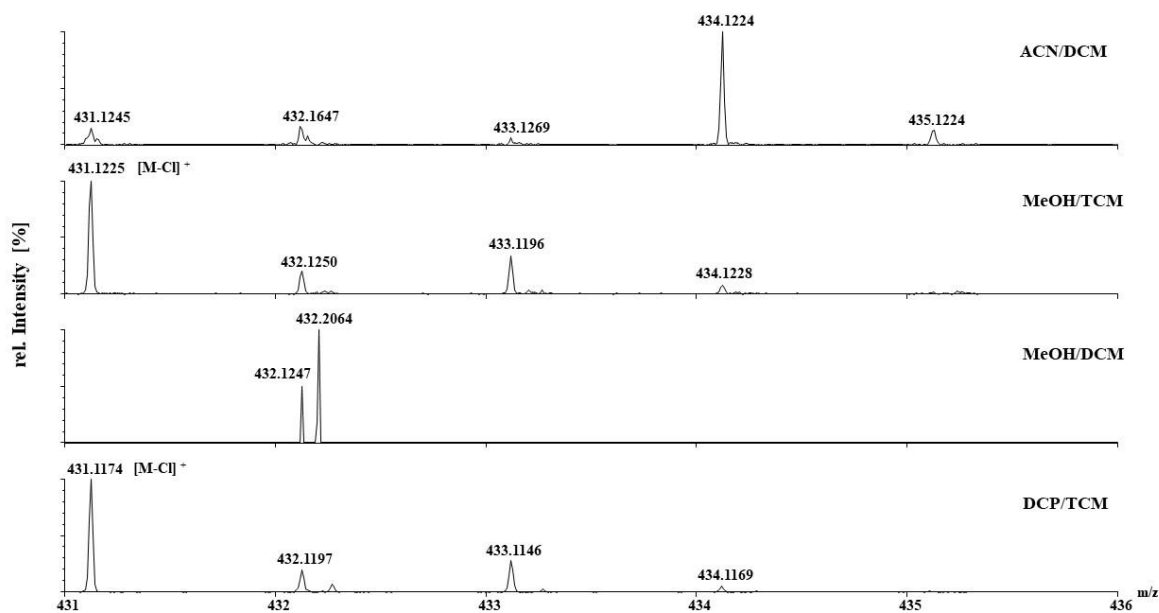 434.1224
ACN/DCM
431.1245
432.1647
433.1269
435.1224
431.1225 [M-Cl] +
MeOH/TCM
432.1250
433.1196
434.1228
rel. Intensity [%]
432.2064
MeOH/DCM
432.1247
431.1174 [M-Cl] +
DCP/TCM
432.1197
433.1146
434.1169
431 432 433 434 435 436 m/z